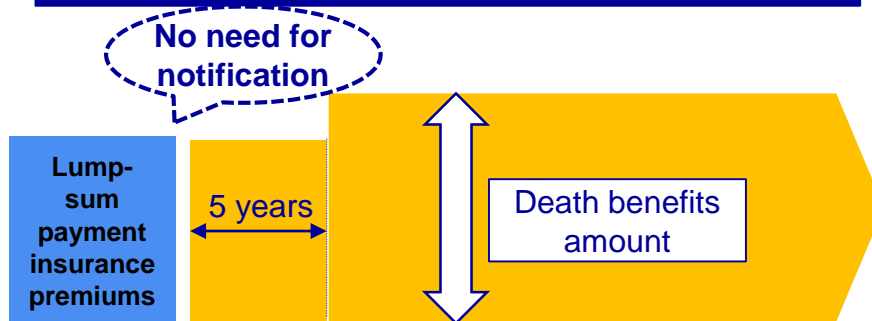 No need for
notification
Lump-
sum
payment
insurance
premiums
5 years
Death benefits
amount